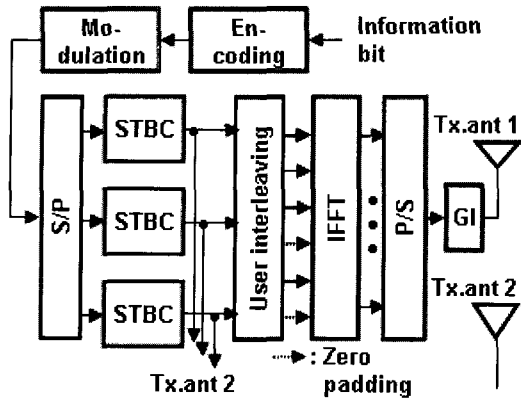 Mo-
dulation
En-
coding
Information
bit
S/P
STBC
STBC
STBC
User interleaving
IFFT
P/S
GI
Tx.ant 1
Tx.ant 2
Tx.ant 2
: Zero
padding